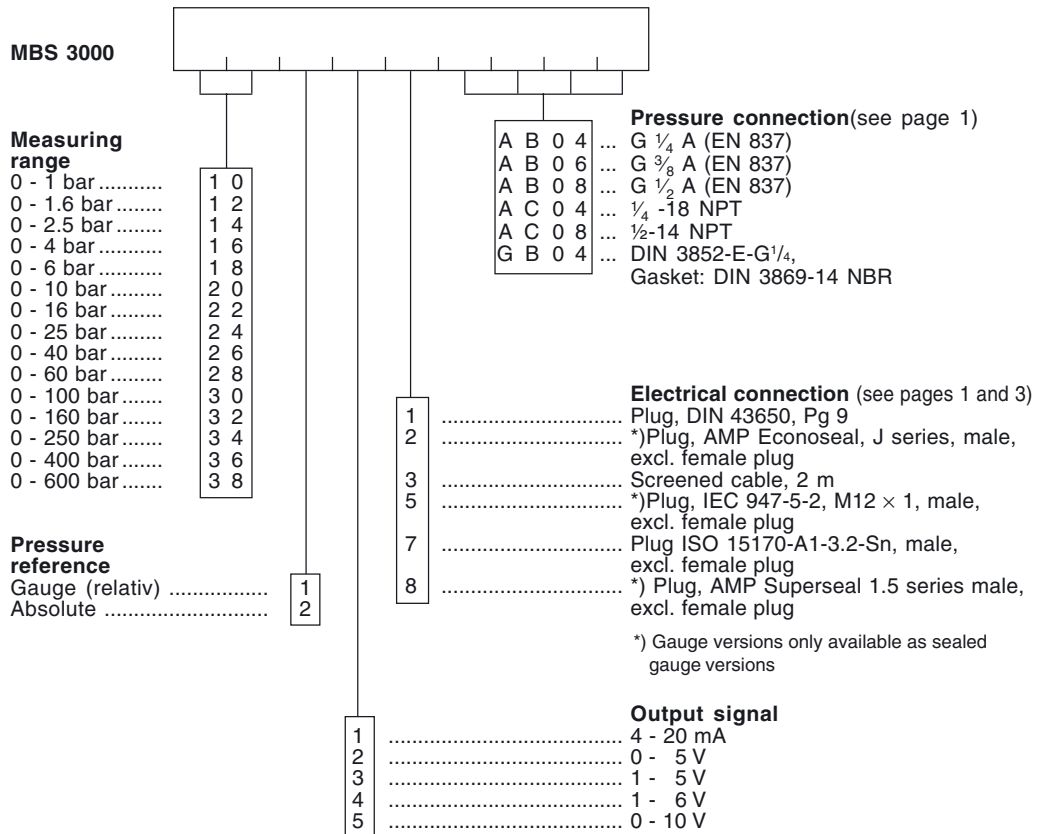 MBS 3000
Pressure connection(see page 1)
A B 0 4 ... G 1/4 A (EN 837)
A B 0 6 ... G 3/8 A (EN 837)
A B 0 8 ... G 1/2 A (EN 837)
A C 0 4 ... 1/4 -18 NPT
A C 0 8 ... ½-14 NPT
G B 0 4 ... DIN 3852-E-G1/4,
Gasket: DIN 3869-14 NBR
Measuring
range
0 - 1 bar ........... 1 0
0 - 1.6 bar ........ 1 2
0 - 2.5 bar ........ 1 4
0 - 4 bar ........... 1 6
0 - 6 bar ........... 1 8
0 - 10 bar ......... 2 0
0 - 16 bar ......... 2 2
0 - 25 bar ......... 2 4
0 - 40 bar ......... 2 6
0 - 60 bar ......... 2 8
0 - 100 bar ....... 3 0
0 - 160 bar ....... 3 2
0 - 250 bar ....... 3 4
0 - 400 bar ....... 3 6
0 - 600 bar ....... 3 8
Electrical connection (see pages 1 and 3)
1 ............................... Plug, DIN 43650, Pg 9
2 ............................... *)Plug, AMP Econoseal, J series, male,
excl. female plug
3 ............................... Screened cable, 2 m
5 ............................... *)Plug, IEC 947-5-2, M12 × 1, male,
excl. female plug
7 ............................... Plug ISO 15170-A1-3.2-Sn, male,
excl. female plug
8 ............................... *) Plug, AMP Superseal 1.5 series male,
excl. female plug
*) Gauge versions only available as sealed
gauge versions
Pressure
reference
Gauge (relativ) ................. 1
Absolute ............................ 2
Output signal
1 ........................................ 4 - 20 mA
2 ........................................ 0 - 5 V
3 ........................................ 1 - 5 V
4 ........................................ 1 - 6 V
5 ........................................ 0 - 10 V